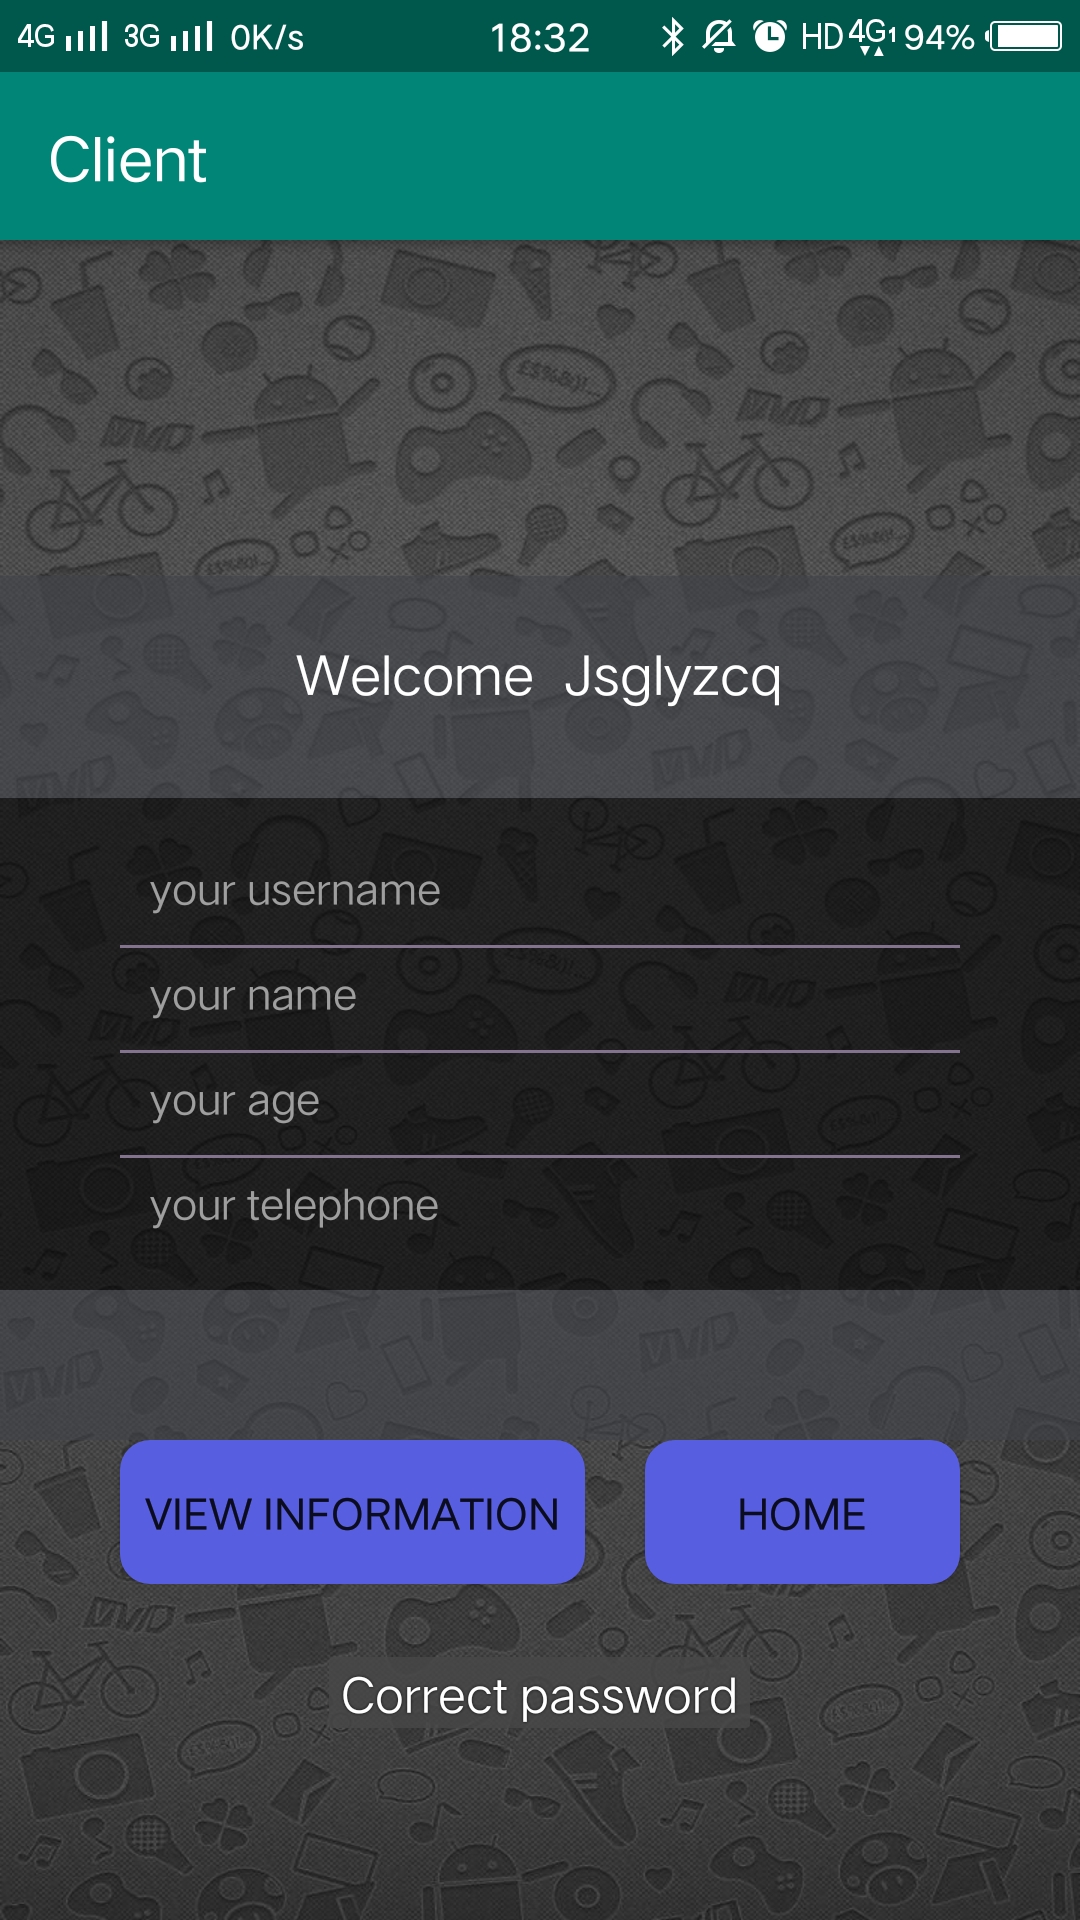 4G 3G 0K/s 18:32 HD 4G 1 94%
Client
Welcome Jsglyzcq
your username
your name
your age
your telephone
VIEW INFORMATION HOME
Correct password